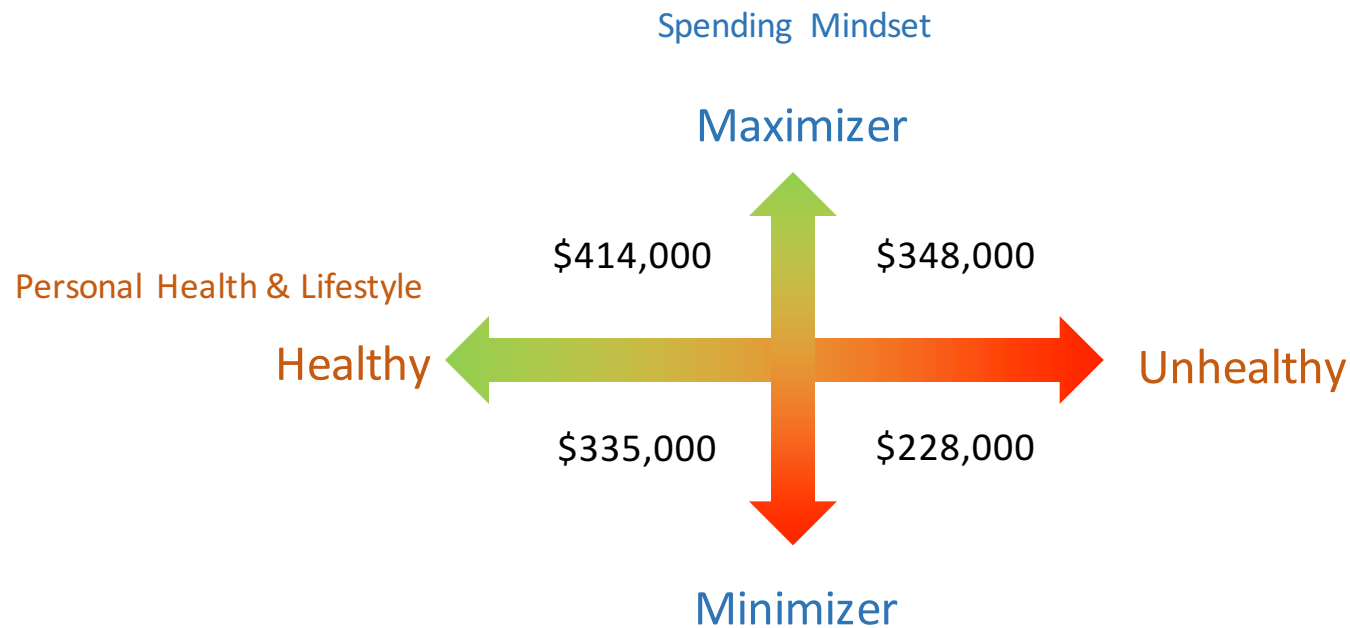 Spending Mindset
Maximizer
$414,000 $348,000
Personal Health & Lifestyle
Healthy Unhealthy
$335,000 $228,000
Minimizer